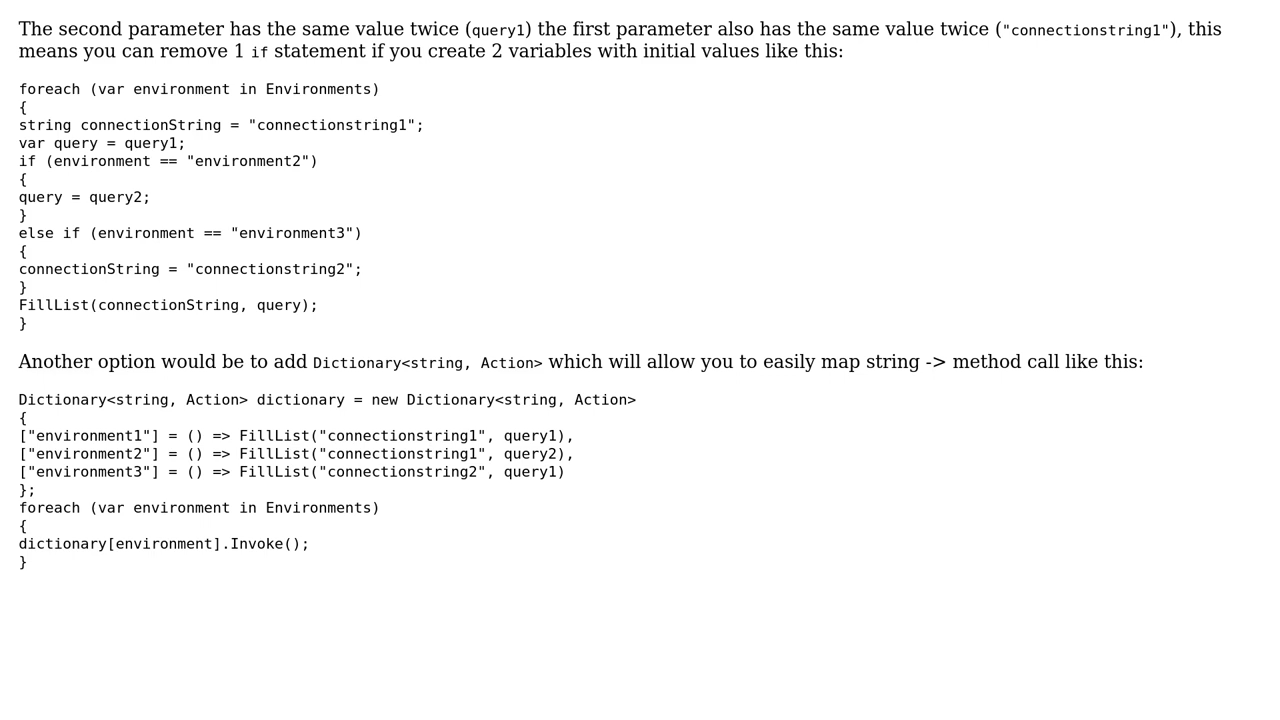 The second parameter has the same value twice (query1) the first parameter also has the same value twice ("connectionstring1"), this
means you can remove 1 if statement if you create 2 variables with initial values like this:
foreach (var environment in Environments)
{
string connectionString = "connectionstring1";
var query = query1;
if (environment == "environment2")
{
query = query2;
}
else if (environment == "environment3")
{
connectionString = "connectionstring2";
}
FillList(connectionString, query);
}
Another option would be to add Dictionary<string, Action> which will allow you to easily map string -> method call like this:
Dictionary<string, Action> dictionary = new Dictionary<string, Action>
{
["environment1"] = () => FillList("connectionstring1", query1),
["environment2"] = () => FillList("connectionstring1", query2),
["environment3"] = () => FillList("connectionstring2", query1)
};
foreach (var environment in Environments)
{
dictionary[environment].Invoke();
}